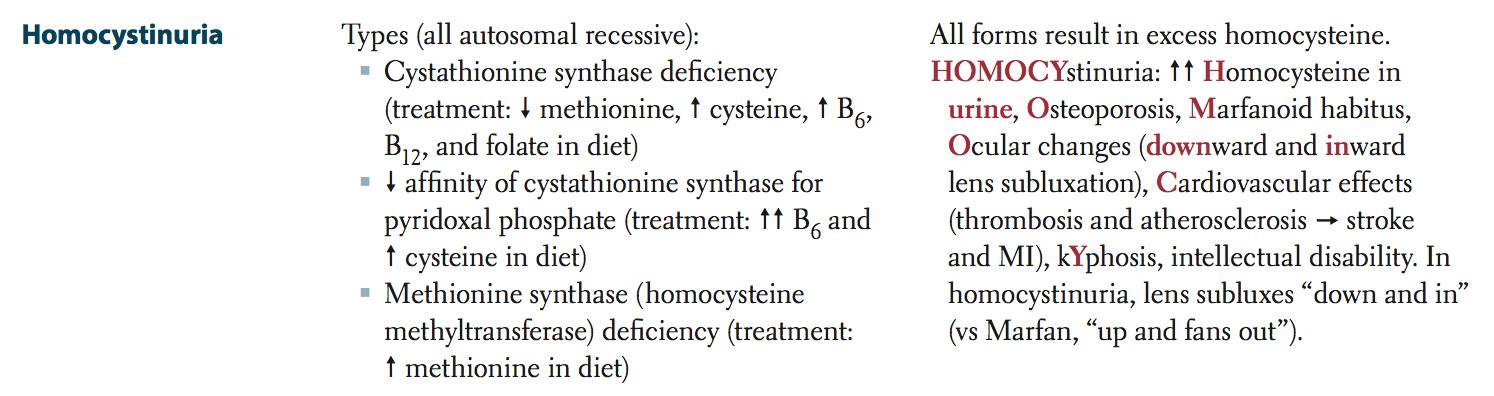 Homocystinuria
Types (all autosomal recessive):
▪ Cystathionine synthase deficiency
(treatment: ↓ methionine, ↑ cysteine, ↑ B6,
B12, and folate in diet)
▪ ↓ affinity of cystathionine synthase for
pyridoxal phosphate (treatment: ↑↑ B6 and
↑ cysteine in diet)
▪ Methionine synthase (homocysteine
methyltransferase) deficiency (treatment:
↑ methionine in diet)
All forms result in excess homocysteine.
HOMOCYstinuria: ↑↑ Homocysteine in
urine, Osteoporosis, Marfanoid habitus,
Ocular changes (downward and inward
lens subluxation), Cardiovascular effects
(thrombosis and atherosclerosis → stroke
and MI), kYphosis, intellectual disability. In
homocystinuria, lens subluxes “down and in”
(vs Marfan, “up and fans out”).